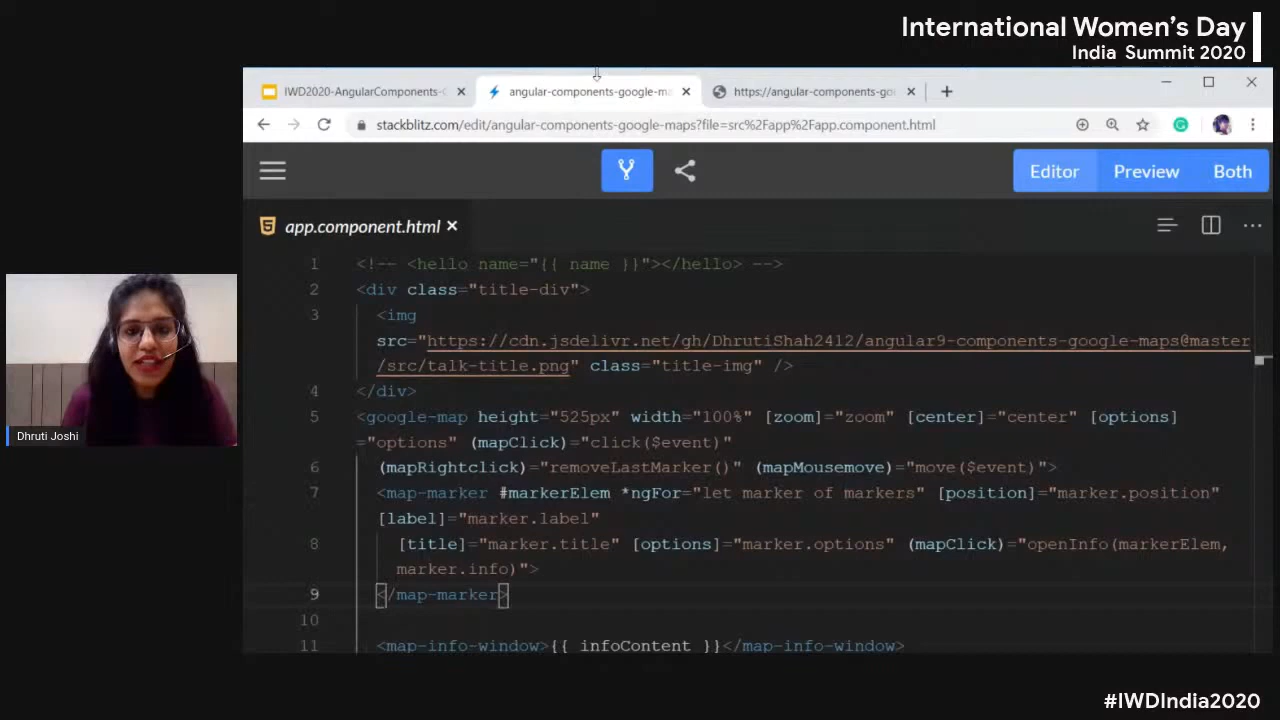 International Women's Day
India Summit 2020
IWD2020-AngularComponents-
angular-components-google-ma
https://angular-components-go
stackblitz.com/edit/angular-components-google-maps?file=src%2Fapp%2Fapp.component.html
Editor Preview Both
app.component.html
1 <!-- <hello name="{{ name }}"></hello> -->
2 <div class="title-div">
3 <img
src="https://cdn.jsdelivr.net/gh/DhrutiShah2412/angular9-components-google-maps@master
/src/talk-title.png" class="title-img" />
4 </div>
5 <google-map height="525px" width="100%" [zoom]="zoom" [center]="center" [options]
="options" (mapClick)="click($event)"
6 (mapRightclick)="removeLastMarker()" (mapMousemove)="move($event)">
7 <map-marker #markerElem *ngFor="let marker of markers" [position]="marker.position"
[label]="marker.label"
8 [title]="marker.title" [options]="marker.options" (mapClick)="openInfo(markerElem,
marker.info)">
9 </map-marker>
10
11 <map-info-window>{{ infoContent }}</map-info-window>
Dhruti Joshi
#IWDIndia2020